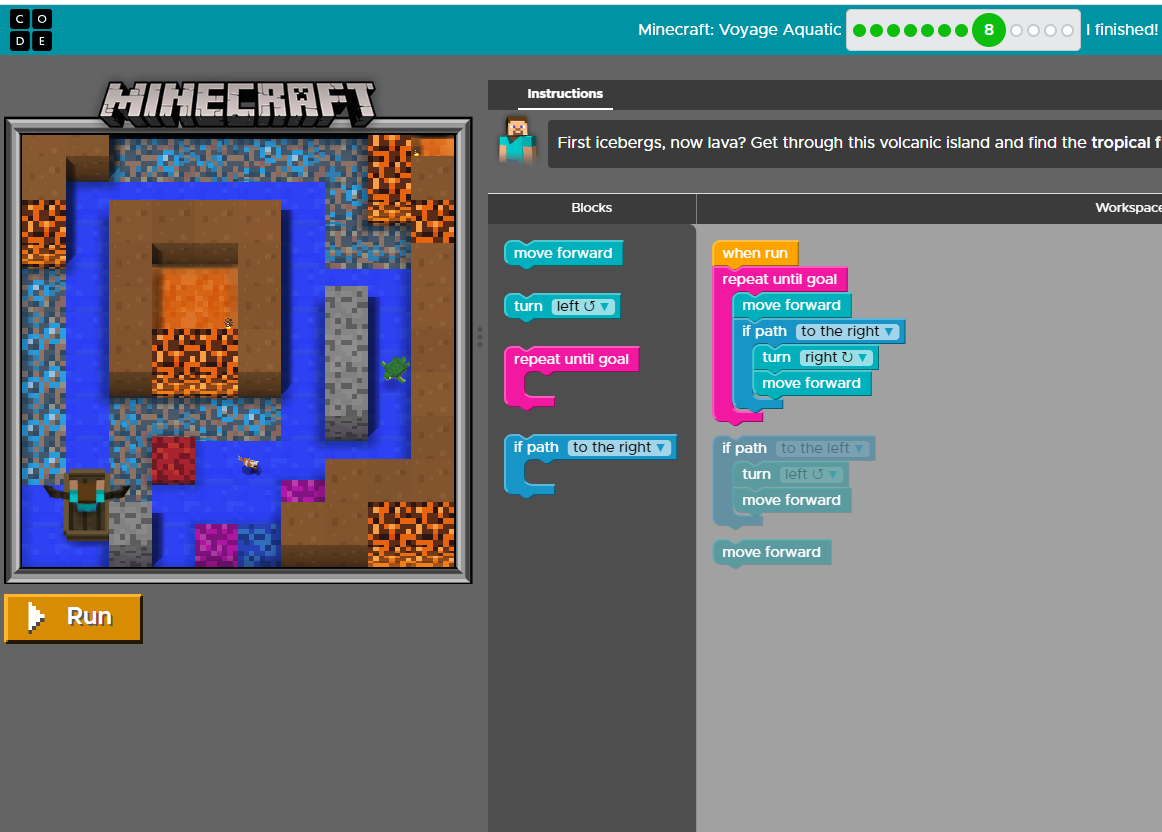 C O
D E
Minecraft: Voyage Aquatic
8
I finished!
MINECRAFT
Instructions
First icebergs, now lava? Get through this volcanic island and find the tropical f
Blocks
Workspace
move forward
turn left ↺ ▼
repeat until goal
if path to the right ▼
when run
repeat until goal
move forward
if path to the right ▼
turn right ↻ ▼
move forward
if path to the left ▼
turn left ↺ ▼
move forward
move forward
Run